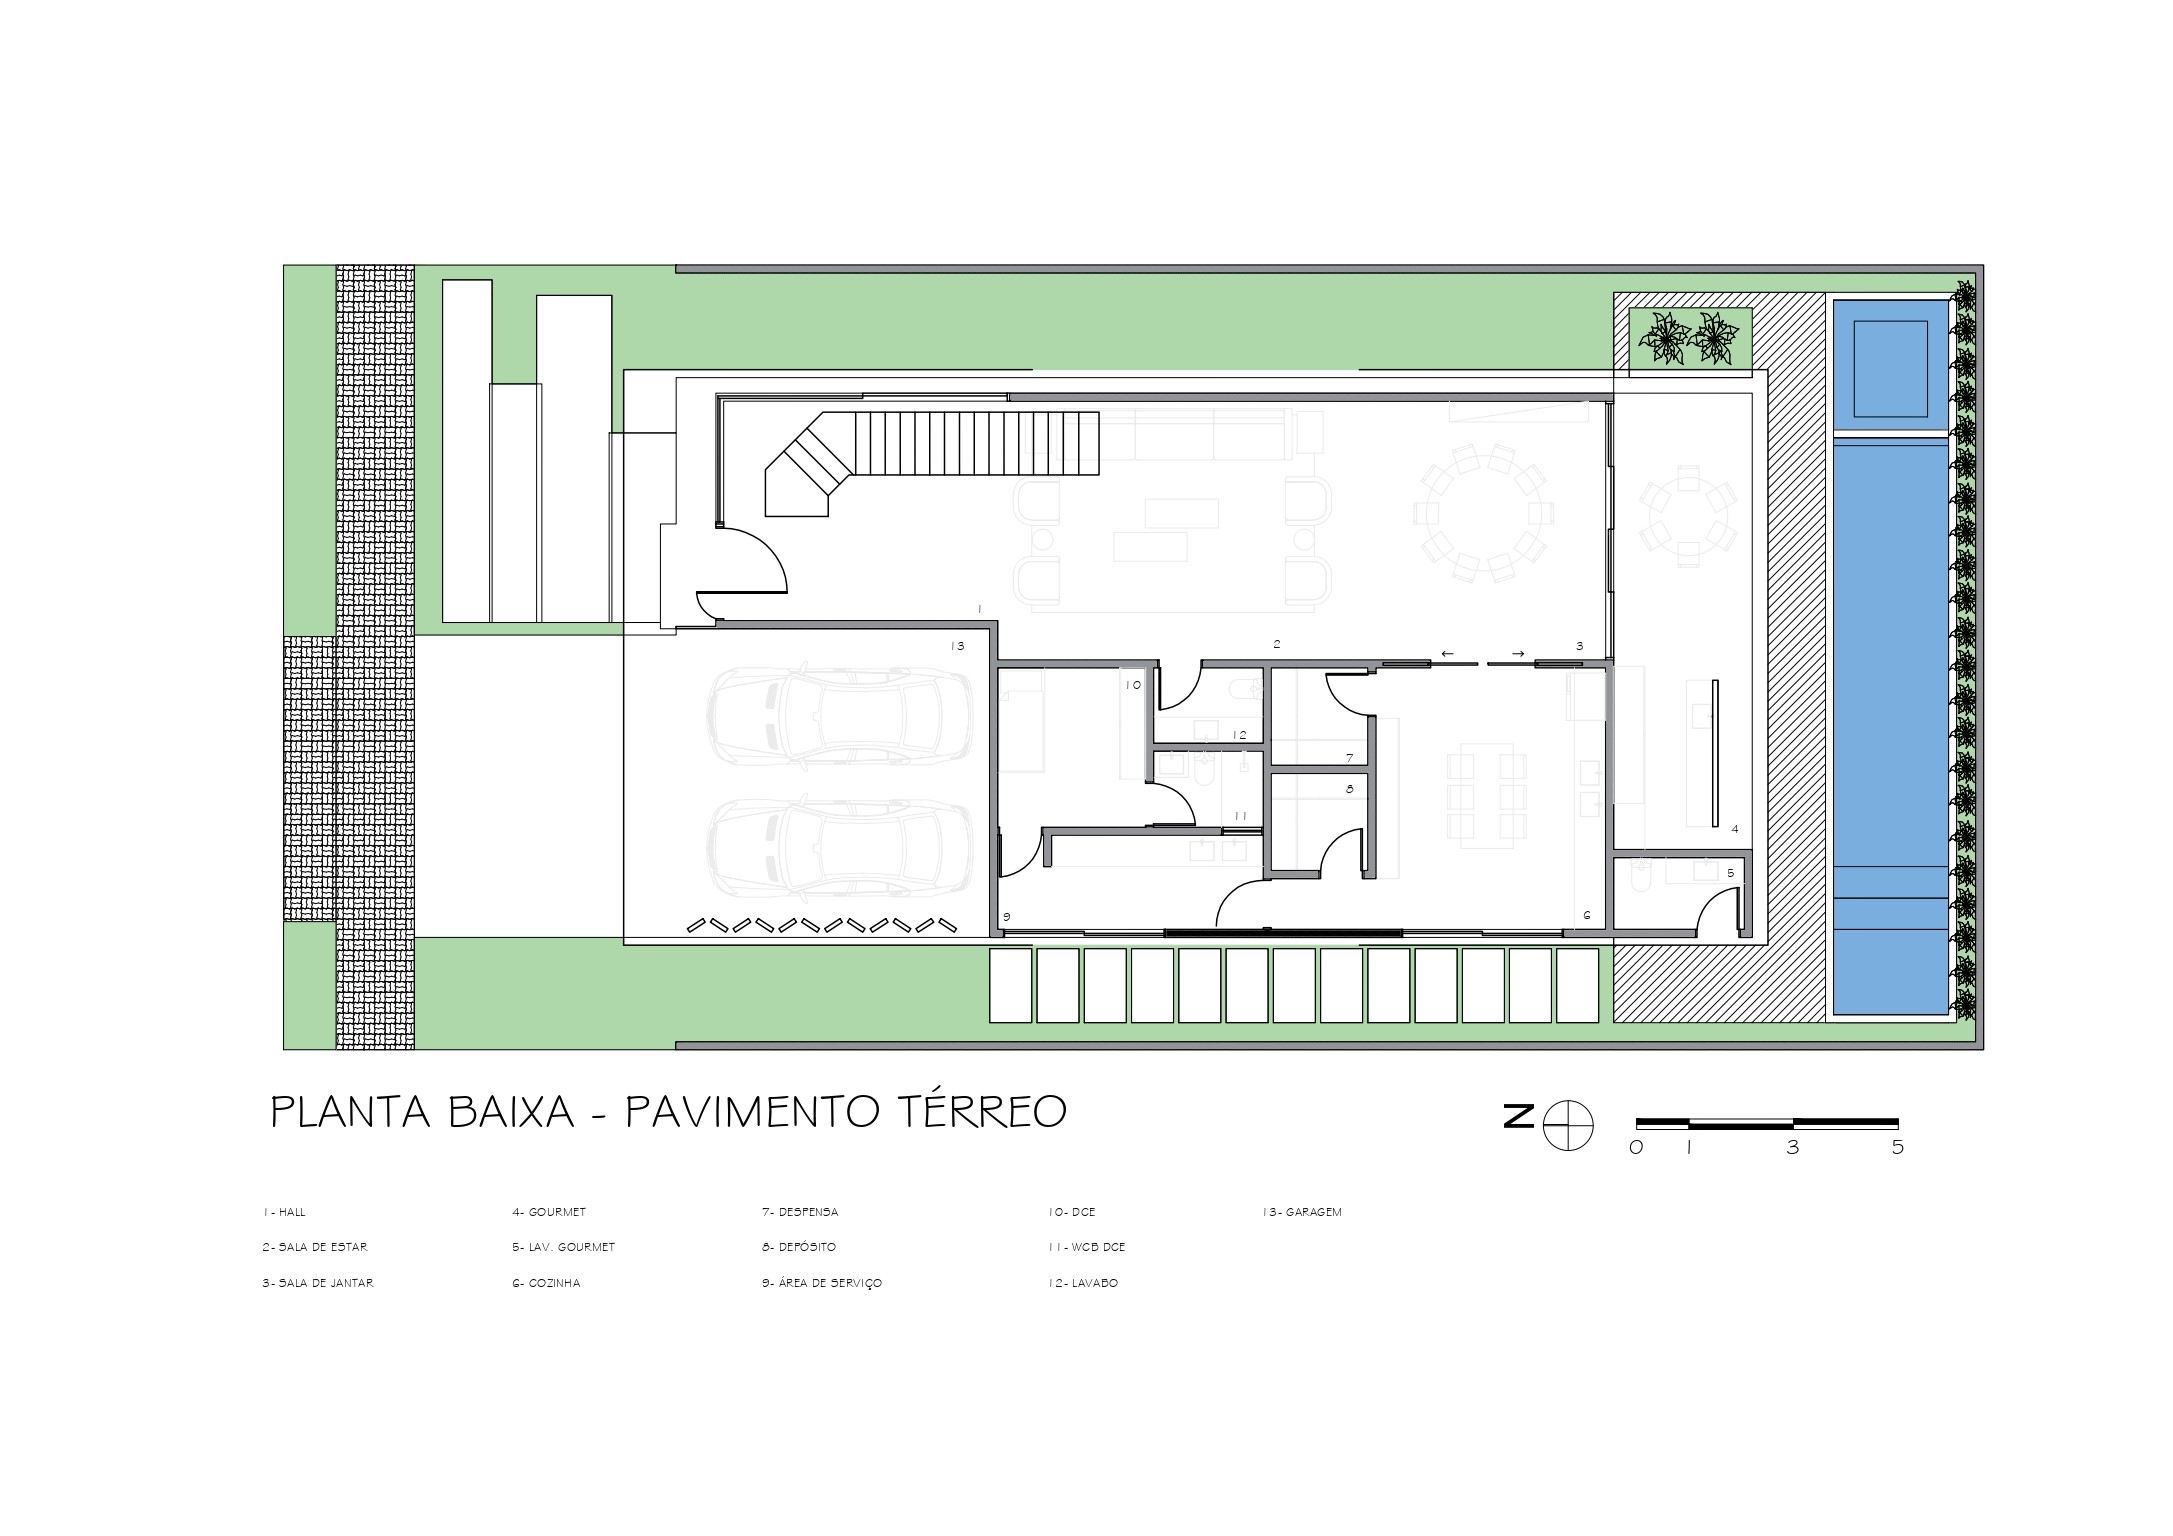 1
13
2
3
10
12
7
8
11
4
5
9
6
PLANTA BAIXA - PAVIMENTO TÉRREO
N
0 1 3 5
1- HALL
2- SALA DE ESTAR
3- SALA DE JANTAR
4- GOURMET
5- LAV. GOURMET
6- COZINHA
7- DESPENSA
8- DEPÓSITO
9- ÁREA DE SERVIÇO
10- DCE
11- WCB DCE
12- LAVABO
13- GARAGEM